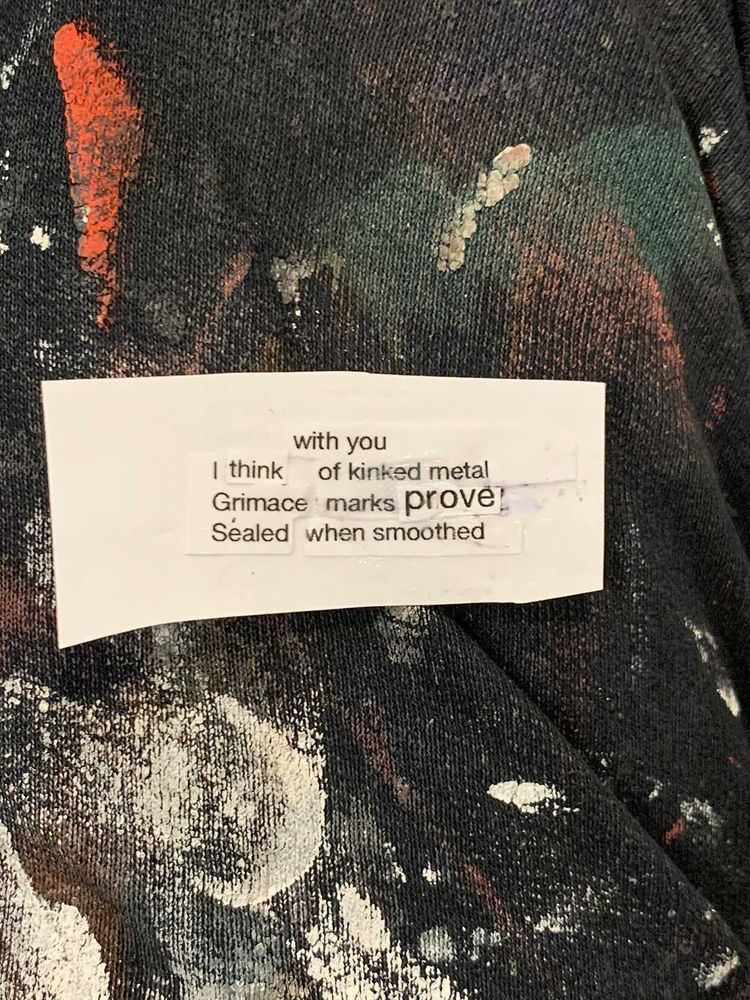 with you
I think of kinked metal
Grimace marks prove
Sealed when smoothed